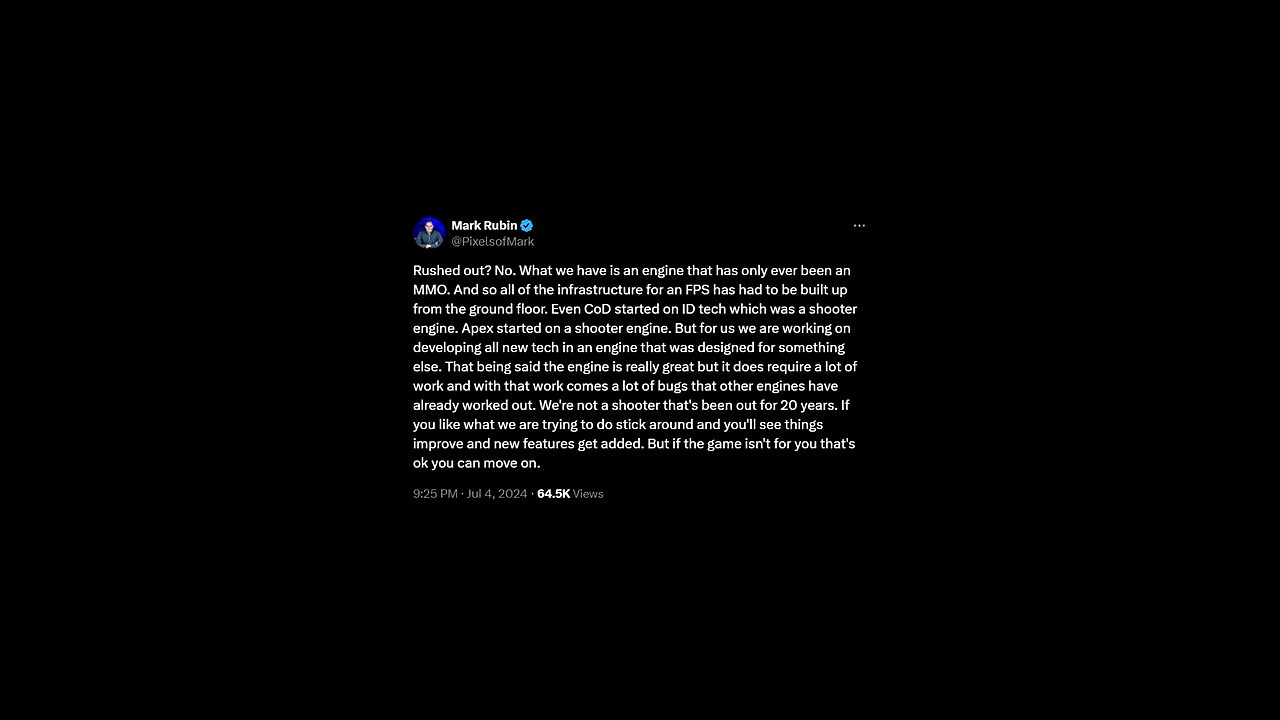 Mark Rubin
@PixelsofMark
Rushed out? No. What we have is an engine that has only ever been an
MMO. And so all of the infrastructure for an FPS has had to be built up
from the ground floor. Even CoD started on ID tech which was a shooter
engine. Apex started on a shooter engine. But for us we are working on
developing all new tech in an engine that was designed for something
else. That being said the engine is really great but it does require a lot of
work and with that work comes a lot of bugs that other engines have
already worked out. We're not a shooter that's been out for 20 years. If
you like what we are trying to do stick around and you'll see things
improve and new features get added. But if the game isn't for you that's
ok you can move on.
9:25 PM · Jul 4, 2024 · 64.5K Views